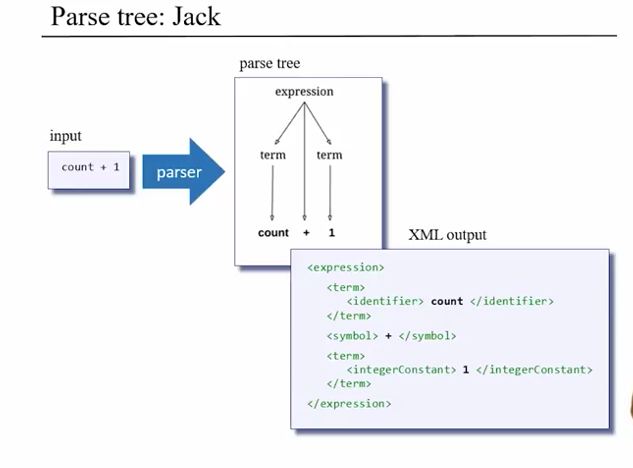 Parse tree: Jack
parse tree
expression
input
count + 1
parser
term term
count + 1
XML output
<expression>
<term>
<identifier> count </identifier>
</term>
<symbol> + </symbol>
<term>
<integerConstant> 1 </integerConstant>
</term>
</expression>